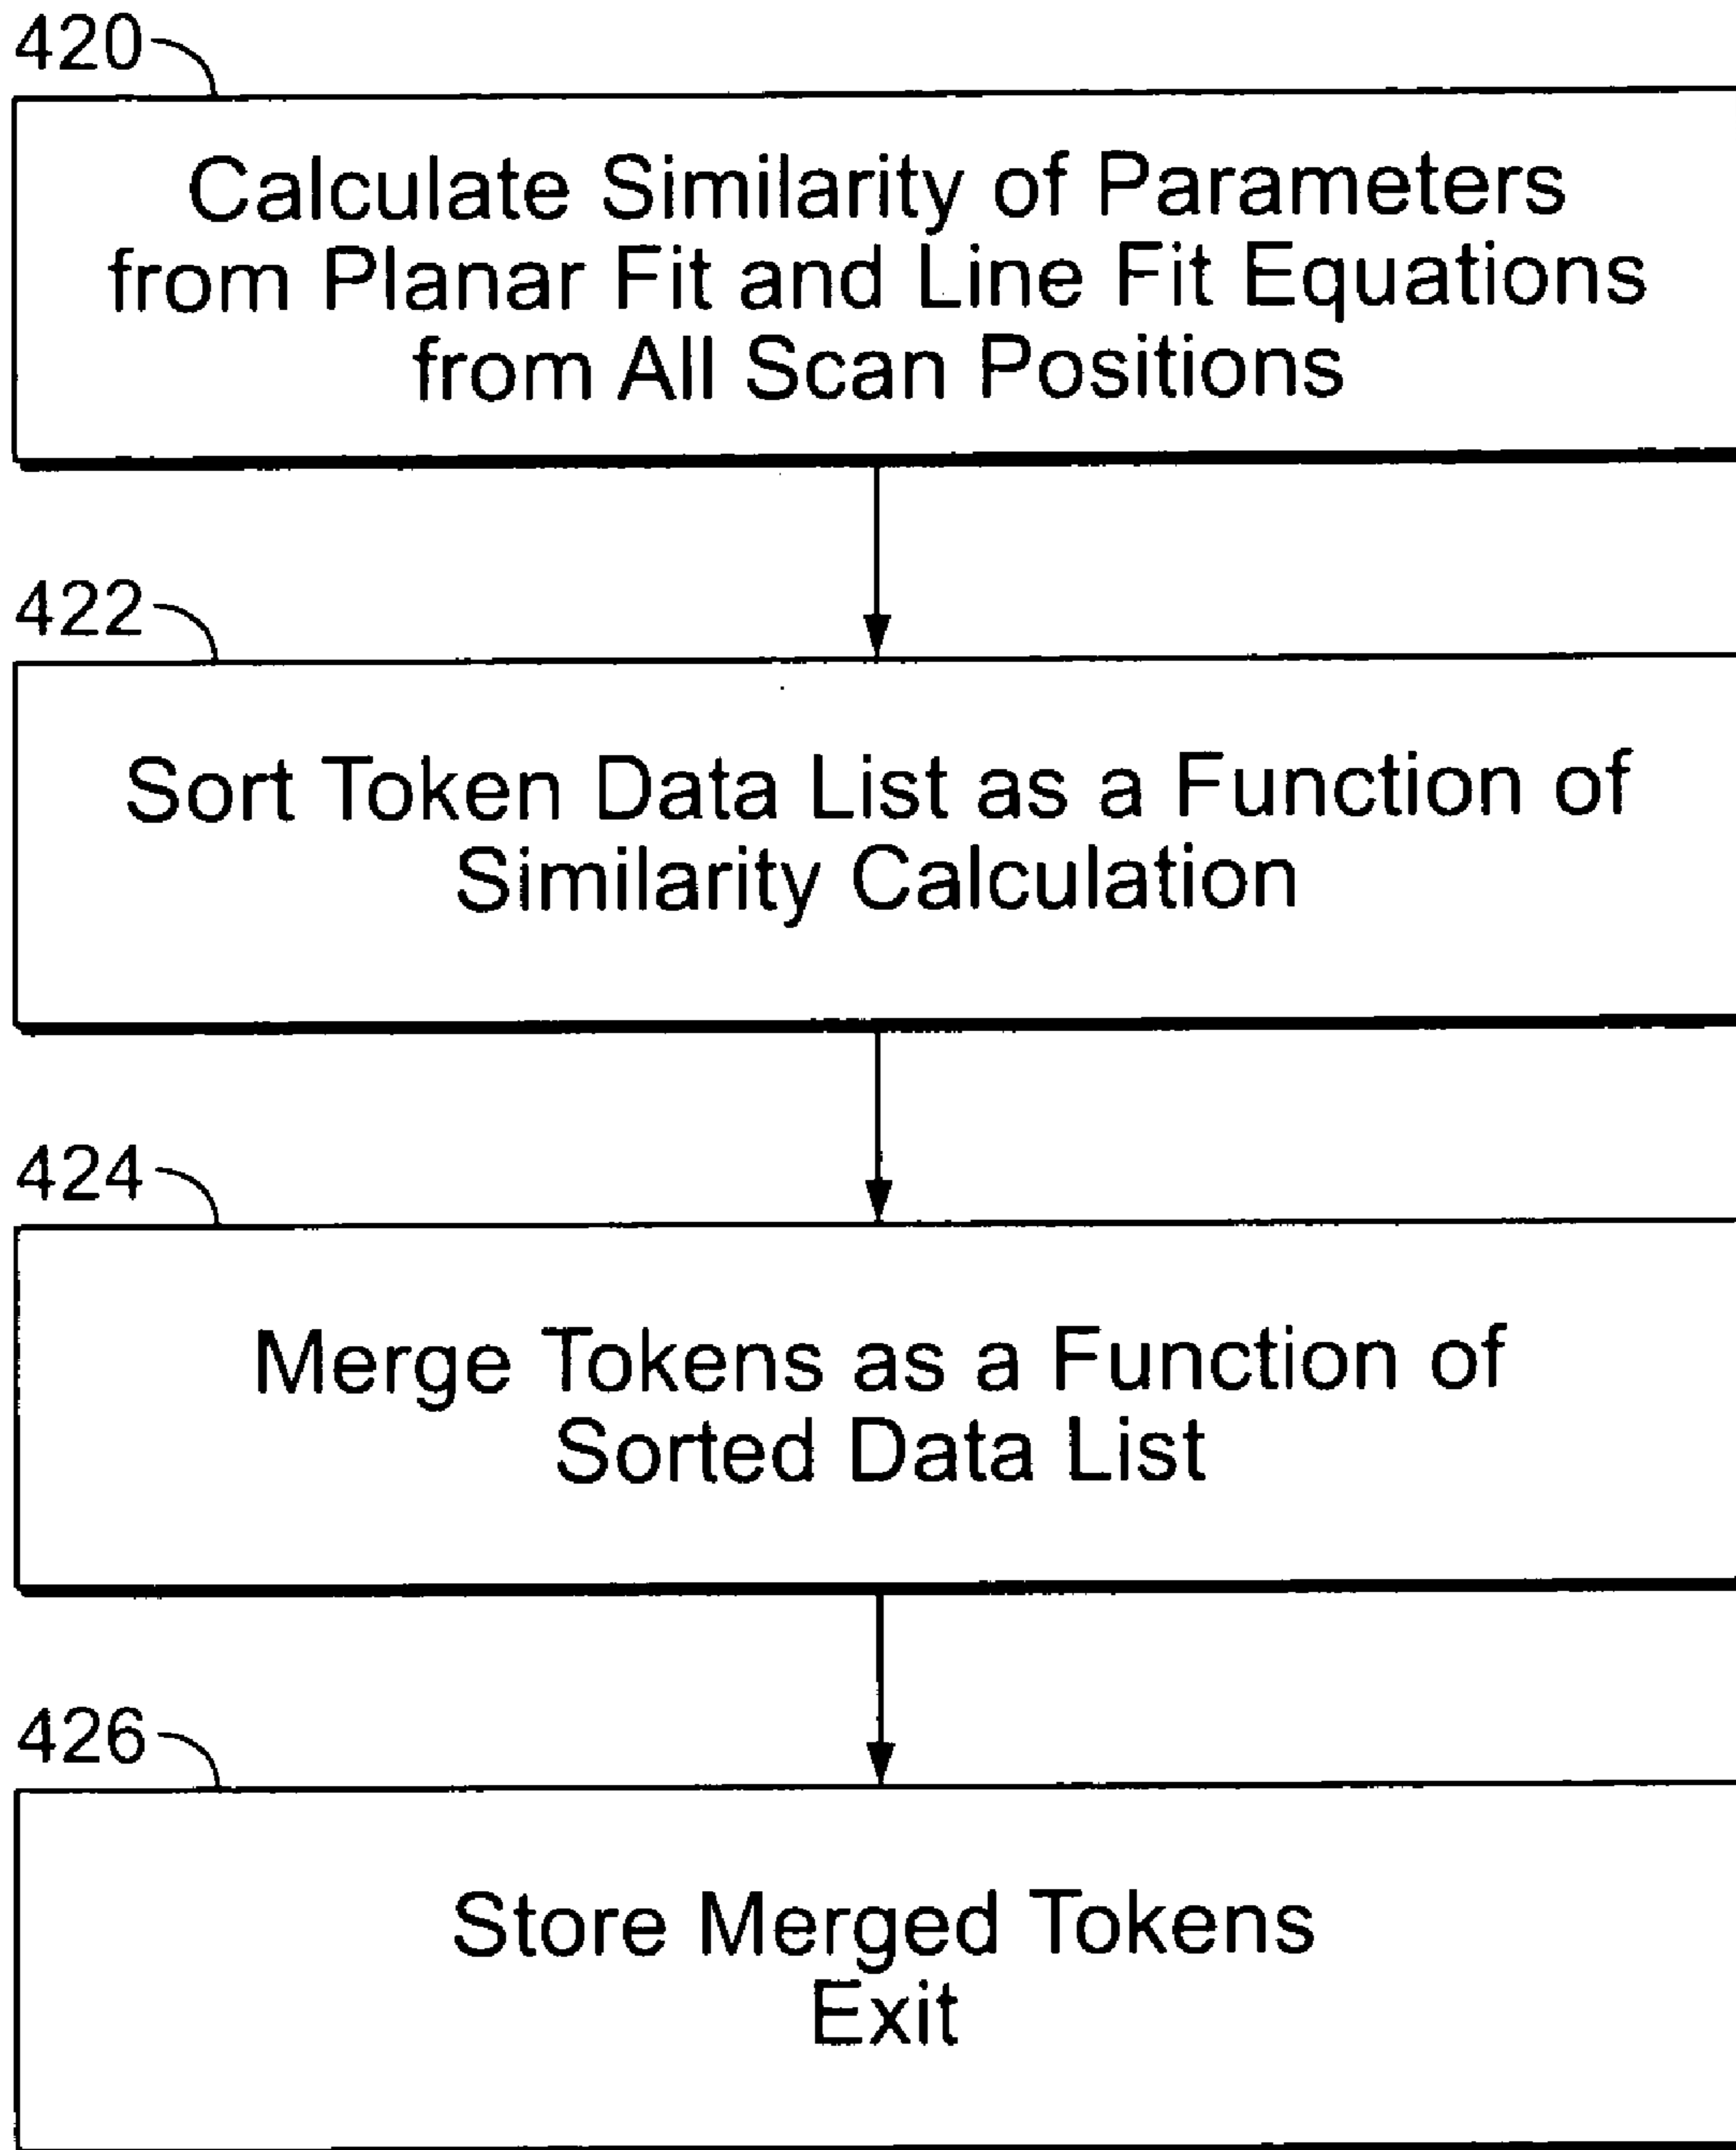 420
Calculate Similarity of Parameters
from Planar Fit and Line Fit Equations
from All Scan Positions
422
Sort Token Data List as a Function of
Similarity Calculation
424
Merge Tokens as a Function of
Sorted Data List
426
Store Merged Tokens
Exit